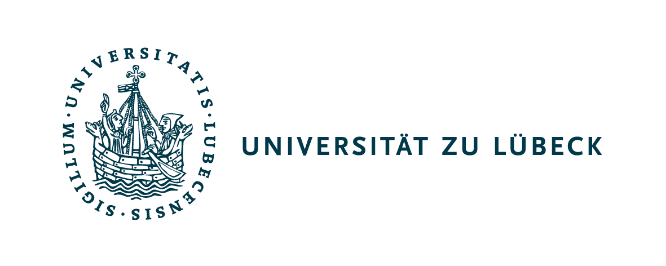 SIGILLUM · UNIVERSITATIS · LUBECENSIS ·
UNIVERSITÄT ZU LÜBECK